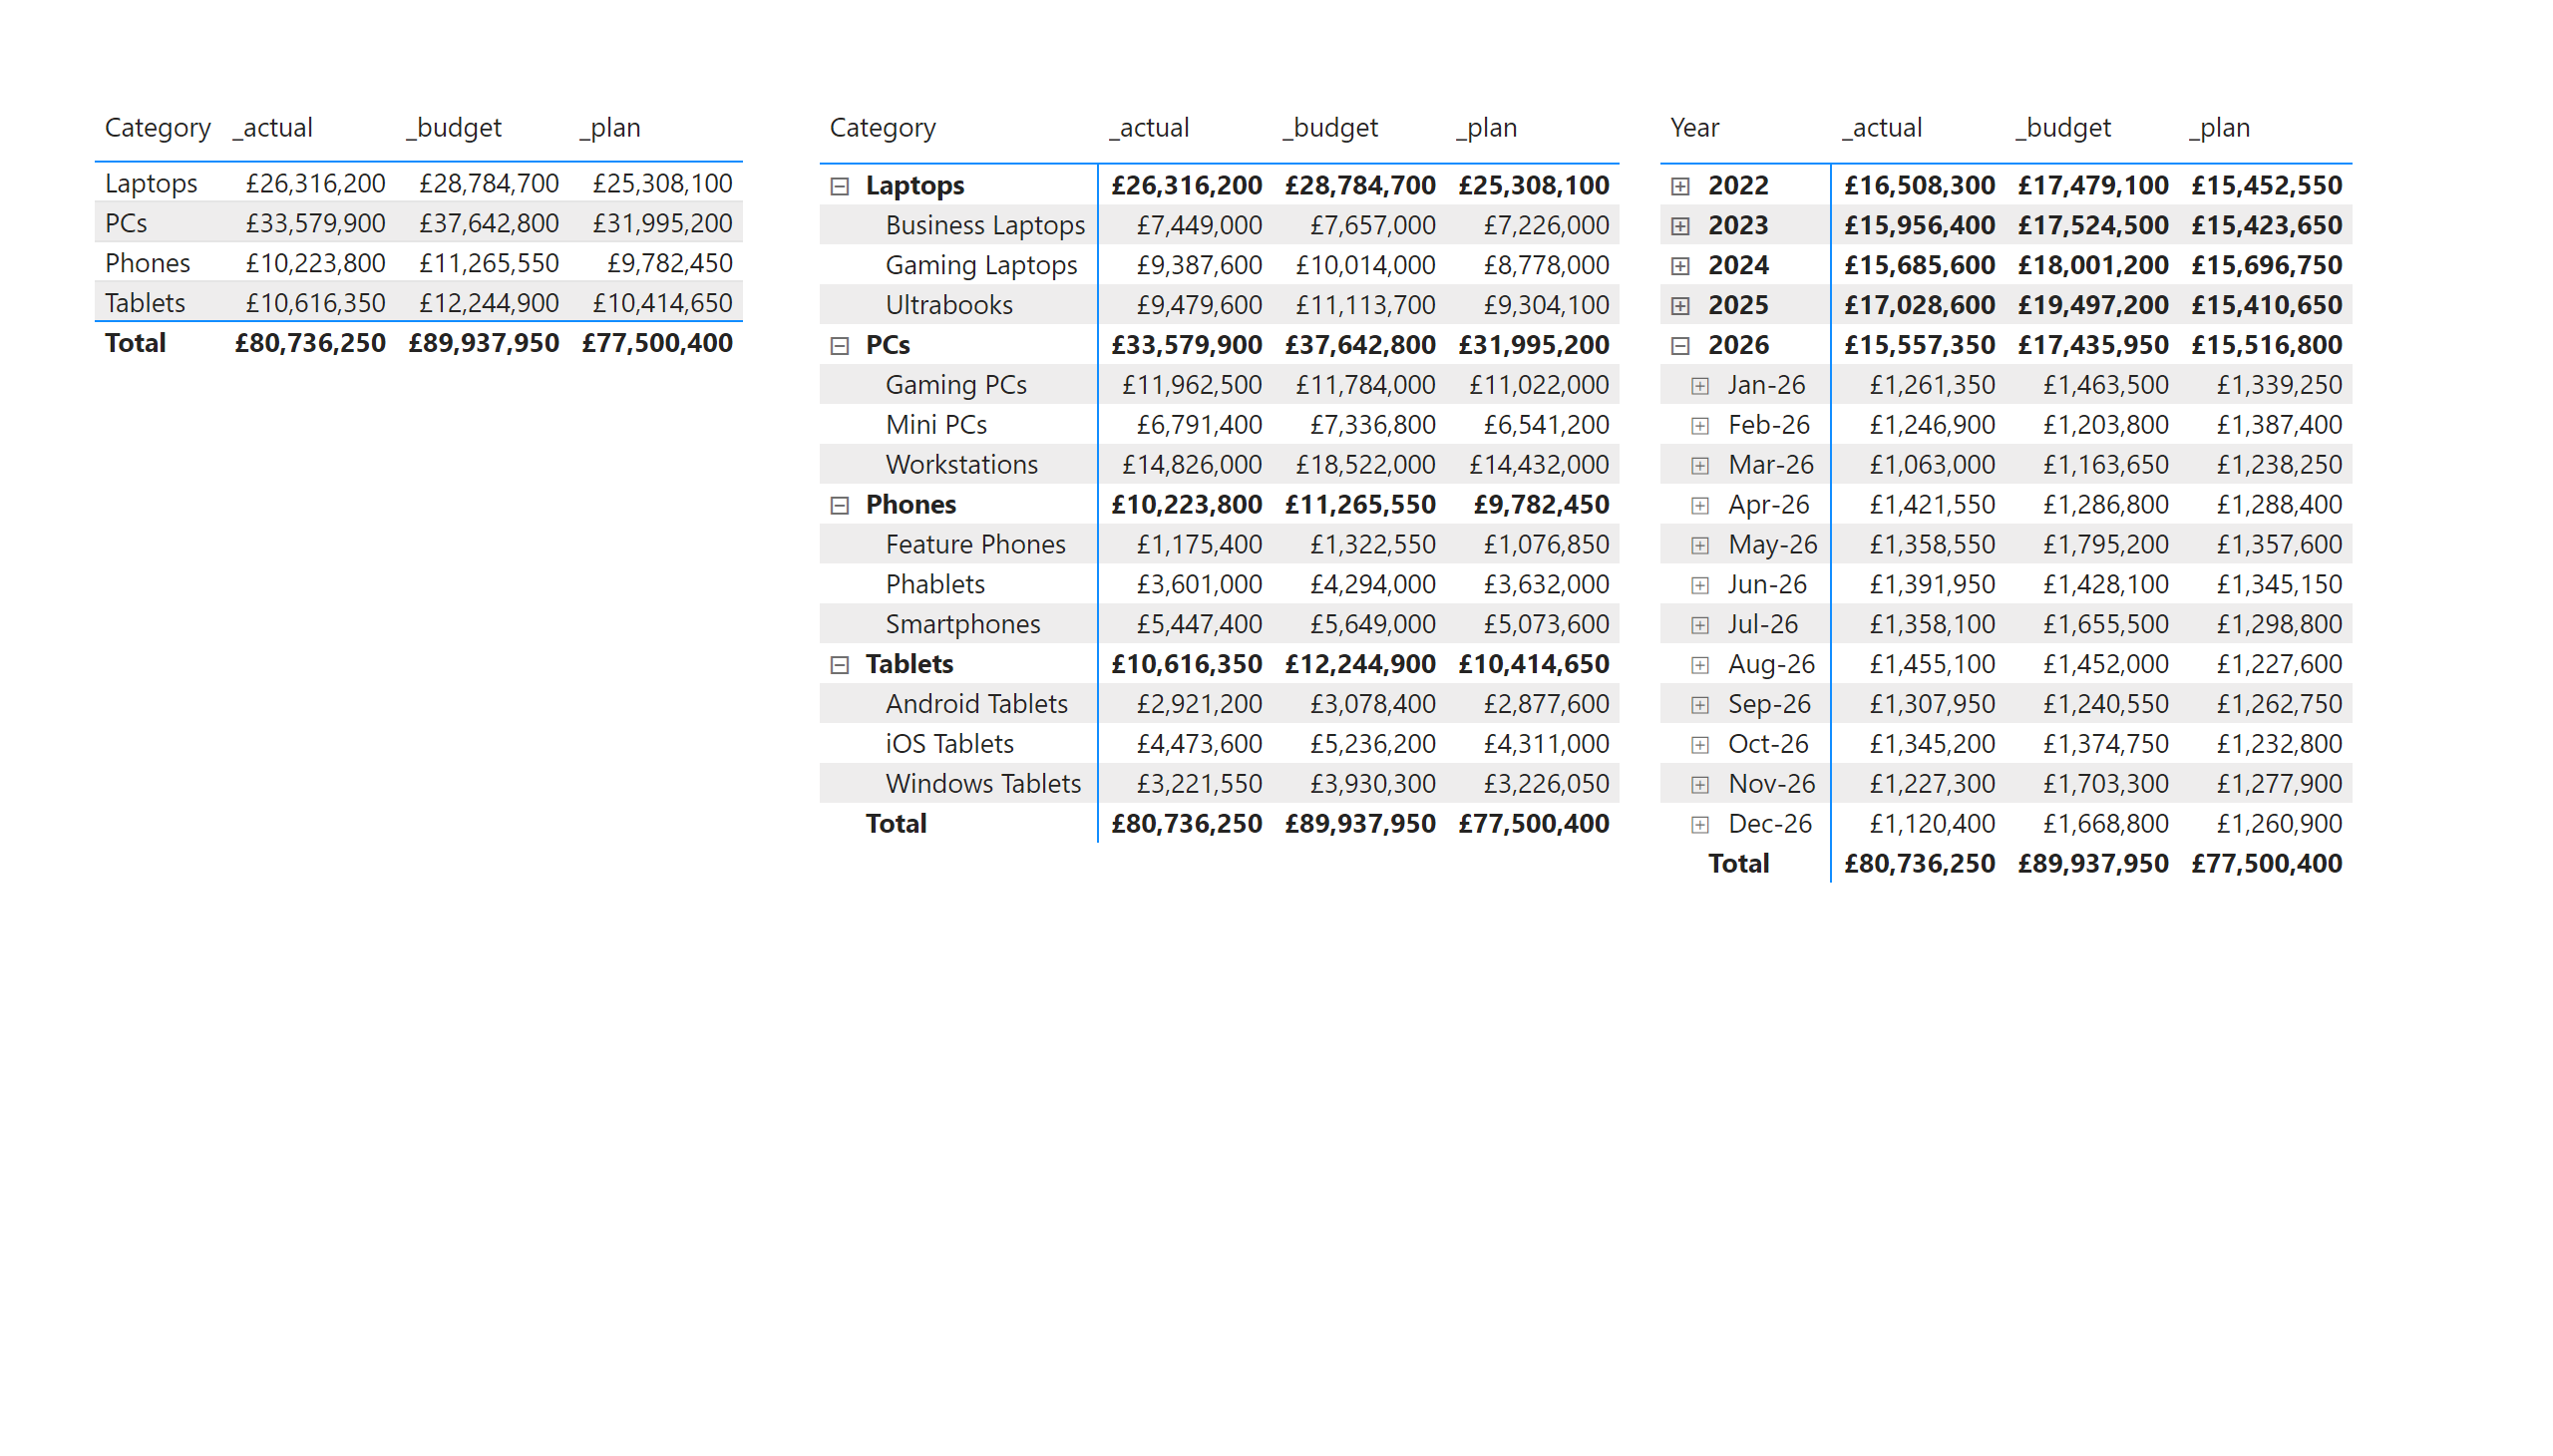 Category _actual _budget _plan
Laptops £26,316,200 £28,784,700 £25,308,100
PCs £33,579,900 £37,642,800 £31,995,200
Phones £10,223,800 £11,265,550 £9,782,450
Tablets £10,616,350 £12,244,900 £10,414,650
Total £80,736,250 £89,937,950 £77,500,400
Category _actual _budget _plan
Laptops £26,316,200 £28,784,700 £25,308,100
Business Laptops £7,449,000 £7,657,000 £7,226,000
Gaming Laptops £9,387,600 £10,014,000 £8,778,000
Ultrabooks £9,479,600 £11,113,700 £9,304,100
PCs £33,579,900 £37,642,800 £31,995,200
Gaming PCs £11,962,500 £11,784,000 £11,022,000
Mini PCs £6,791,400 £7,336,800 £6,541,200
Workstations £14,826,000 £18,522,000 £14,432,000
Phones £10,223,800 £11,265,550 £9,782,450
Feature Phones £1,175,400 £1,322,550 £1,076,850
Phablets £3,601,000 £4,294,000 £3,632,000
Smartphones £5,447,400 £5,649,000 £5,073,600
Tablets £10,616,350 £12,244,900 £10,414,650
Android Tablets £2,921,200 £3,078,400 £2,877,600
iOS Tablets £4,473,600 £5,236,200 £4,311,000
Windows Tablets £3,221,550 £3,930,300 £3,226,050
Total £80,736,250 £89,937,950 £77,500,400
Year _actual _budget _plan
2022 £16,508,300 £17,479,100 £15,452,550
2023 £15,956,400 £17,524,500 £15,423,650
2024 £15,685,600 £18,001,200 £15,696,750
2025 £17,028,600 £19,497,200 £15,410,650
2026 £15,557,350 £17,435,950 £15,516,800
Jan-26 £1,261,350 £1,463,500 £1,339,250
Feb-26 £1,246,900 £1,203,800 £1,387,400
Mar-26 £1,063,000 £1,163,650 £1,238,250
Apr-26 £1,421,550 £1,286,800 £1,288,400
May-26 £1,358,550 £1,795,200 £1,357,600
Jun-26 £1,391,950 £1,428,100 £1,345,150
Jul-26 £1,358,100 £1,655,500 £1,298,800
Aug-26 £1,455,100 £1,452,000 £1,227,600
Sep-26 £1,307,950 £1,240,550 £1,262,750
Oct-26 £1,345,200 £1,374,750 £1,232,800
Nov-26 £1,227,300 £1,703,300 £1,277,900
Dec-26 £1,120,400 £1,668,800 £1,260,900
Total £80,736,250 £89,937,950 £77,500,400